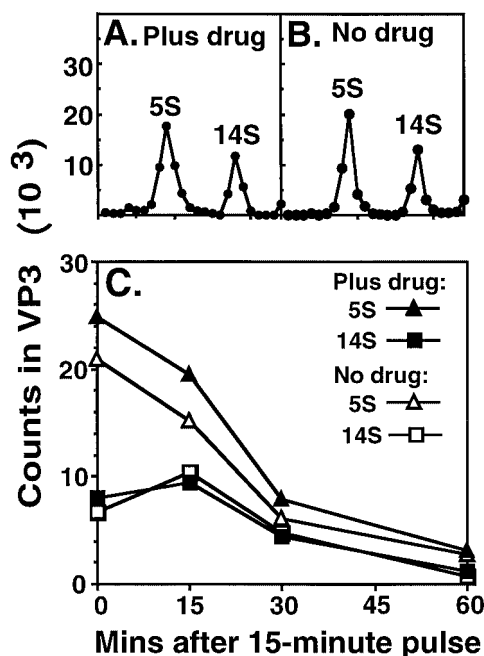 A. Plus drug
B. No drug
30
20
10
5S
14S
5S
14S
Counts in VP3 (10 3)
C.
30
20
10
0
Plus drug:
5S
14S
No drug:
5S
14S
0 15 30 45 60
Mins after 15-minute pulse